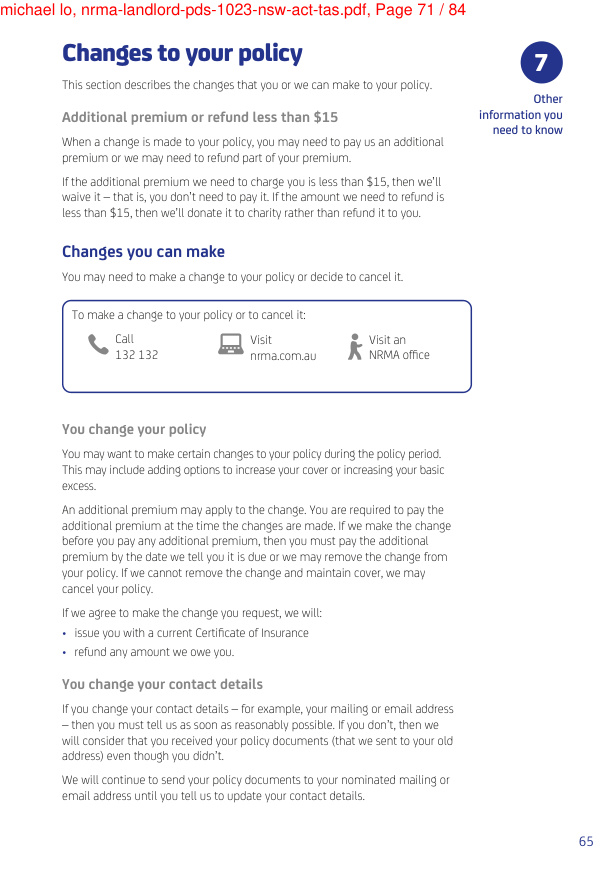 michael lo, nrma-landlord-pds-1023-nsw-act-tas.pdf, Page 71 / 84
Changes to your policy
This section describes the changes that you or we can make to your policy.
7
Other
information you
need to know
Additional premium or refund less than $15
When a change is made to your policy, you may need to pay us an additional
premium or we may need to refund part of your premium.
If the additional premium we need to charge you is less than $15, then we’ll
waive it – that is, you don’t need to pay it. If the amount we need to refund is
less than $15, then we’ll donate it to charity rather than refund it to you.
Changes you can make
You may need to make a change to your policy or decide to cancel it.
To make a change to your policy or to cancel it:
Call
132 132
Visit
nrma.com.au
Visit an
NRMA office
You change your policy
You may want to make certain changes to your policy during the policy period.
This may include adding options to increase your cover or increasing your basic
excess.
An additional premium may apply to the change. You are required to pay the
additional premium at the time the changes are made. If we make the change
before you pay any additional premium, then you must pay the additional
premium by the date we tell you it is due or we may remove the change from
your policy. If we cannot remove the change and maintain cover, we may
cancel your policy.
If we agree to make the change you request, we will:
• issue you with a current Certificate of Insurance
• refund any amount we owe you.
You change your contact details
If you change your contact details – for example, your mailing or email address
– then you must tell us as soon as reasonably possible. If you don’t, then we
will consider that you received your policy documents (that we sent to your old
address) even though you didn’t.
We will continue to send your policy documents to your nominated mailing or
email address until you tell us to update your contact details.
65